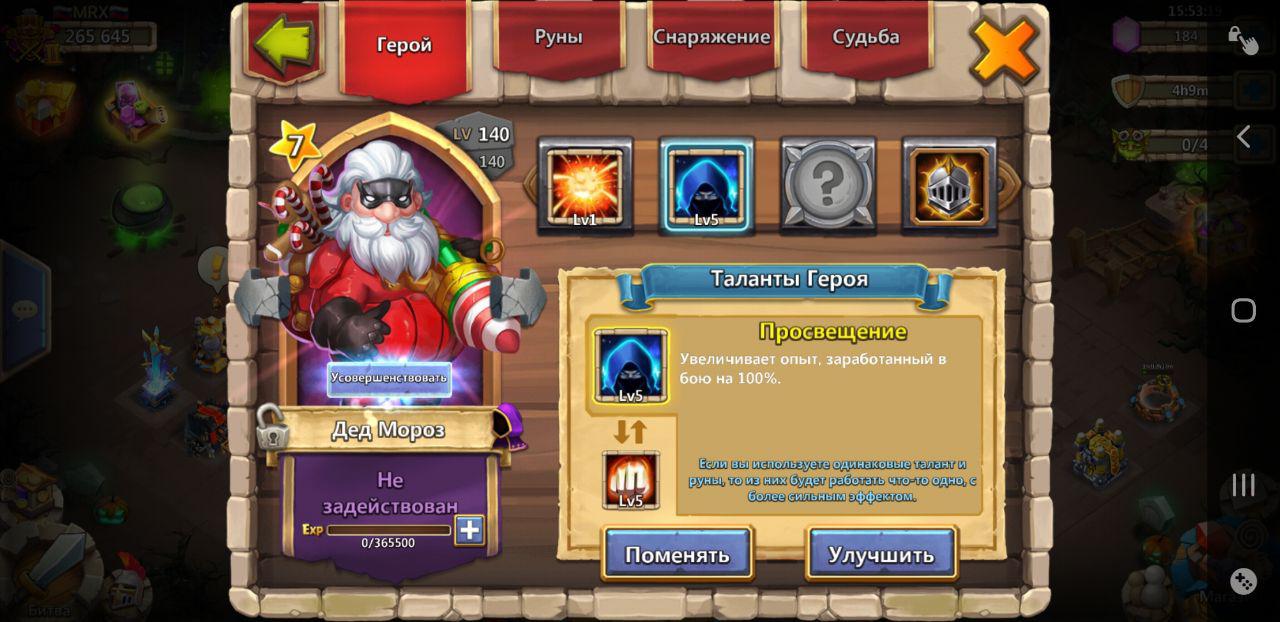 MRX
265 645
Герой
Руны
Снаряжение
Судьба
15:53:19
184
4h9m
0/4
7
LV 140
140
Lv1
Lv5
Усовершенствовать
Дед Мороз
Не
задействован
Exp
0/365500
Таланты Героя
Просвещение
Увеличивает опыт, заработанный в
бою на 100%.
Lv5
Lv5
Если вы используете одинаковые талант и
руны, то из них будет работать что-то одно, с
более сильным эффектом.
Поменять
Улучшить
Битва